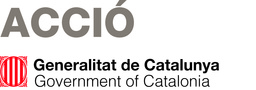 ACCIÓ
Generalitat de Catalunya
Government of Catalonia